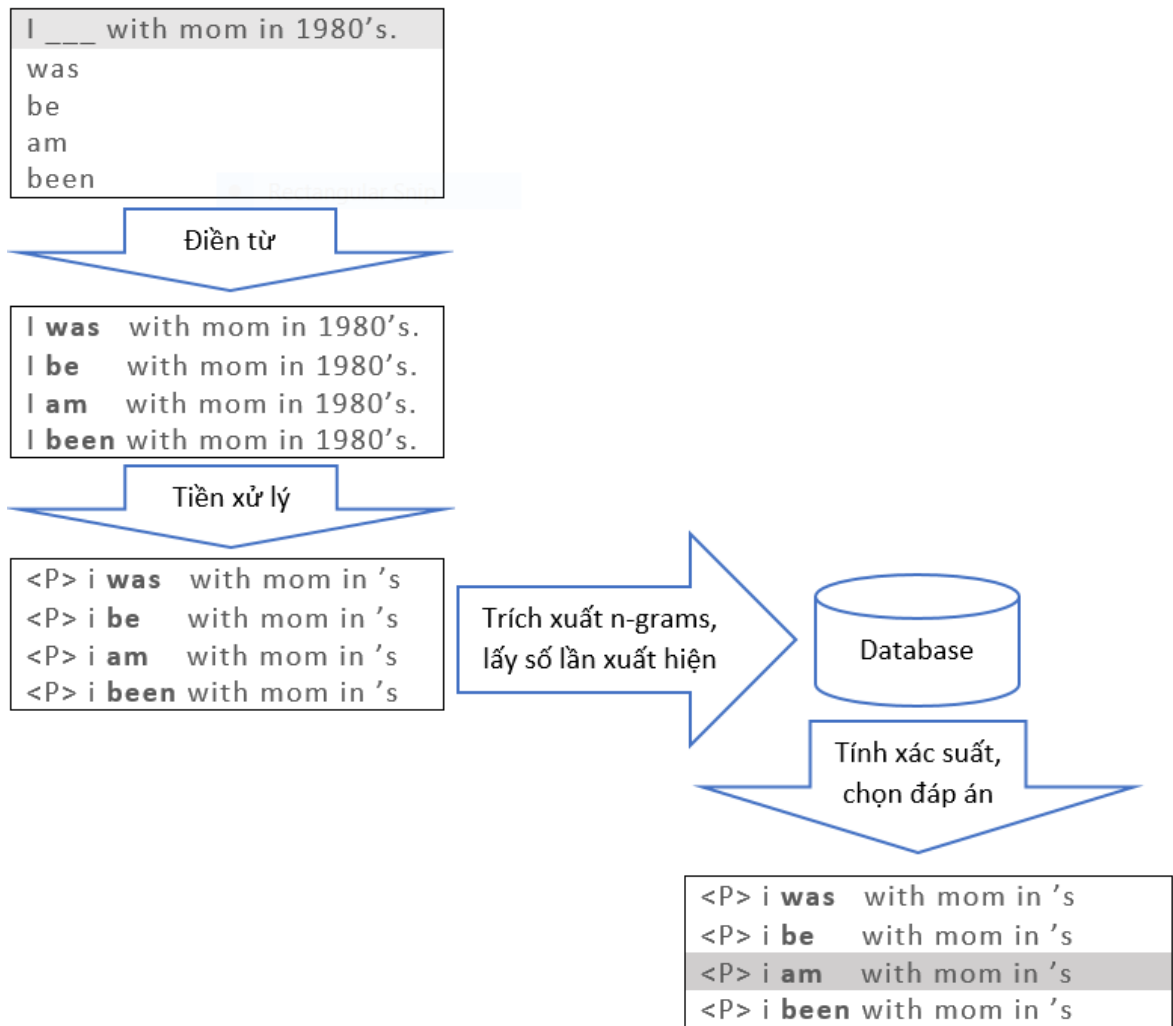 I ___ with mom in 1980’s.
was
be
am
been
Rectangular Snip
Điền từ
I was with mom in 1980’s.
I be with mom in 1980’s.
I am with mom in 1980’s.
I been with mom in 1980’s.
Tiền xử lý
<P> i was with mom in ’s
<P> i be with mom in ’s
<P> i am with mom in ’s
<P> i been with mom in ’s
Trích xuất n-grams,
lấy số lần xuất hiện
Database
Tính xác suất,
chọn đáp án
<P> i was with mom in ’s
<P> i be with mom in ’s
<P> i am with mom in ’s
<P> i been with mom in ’s